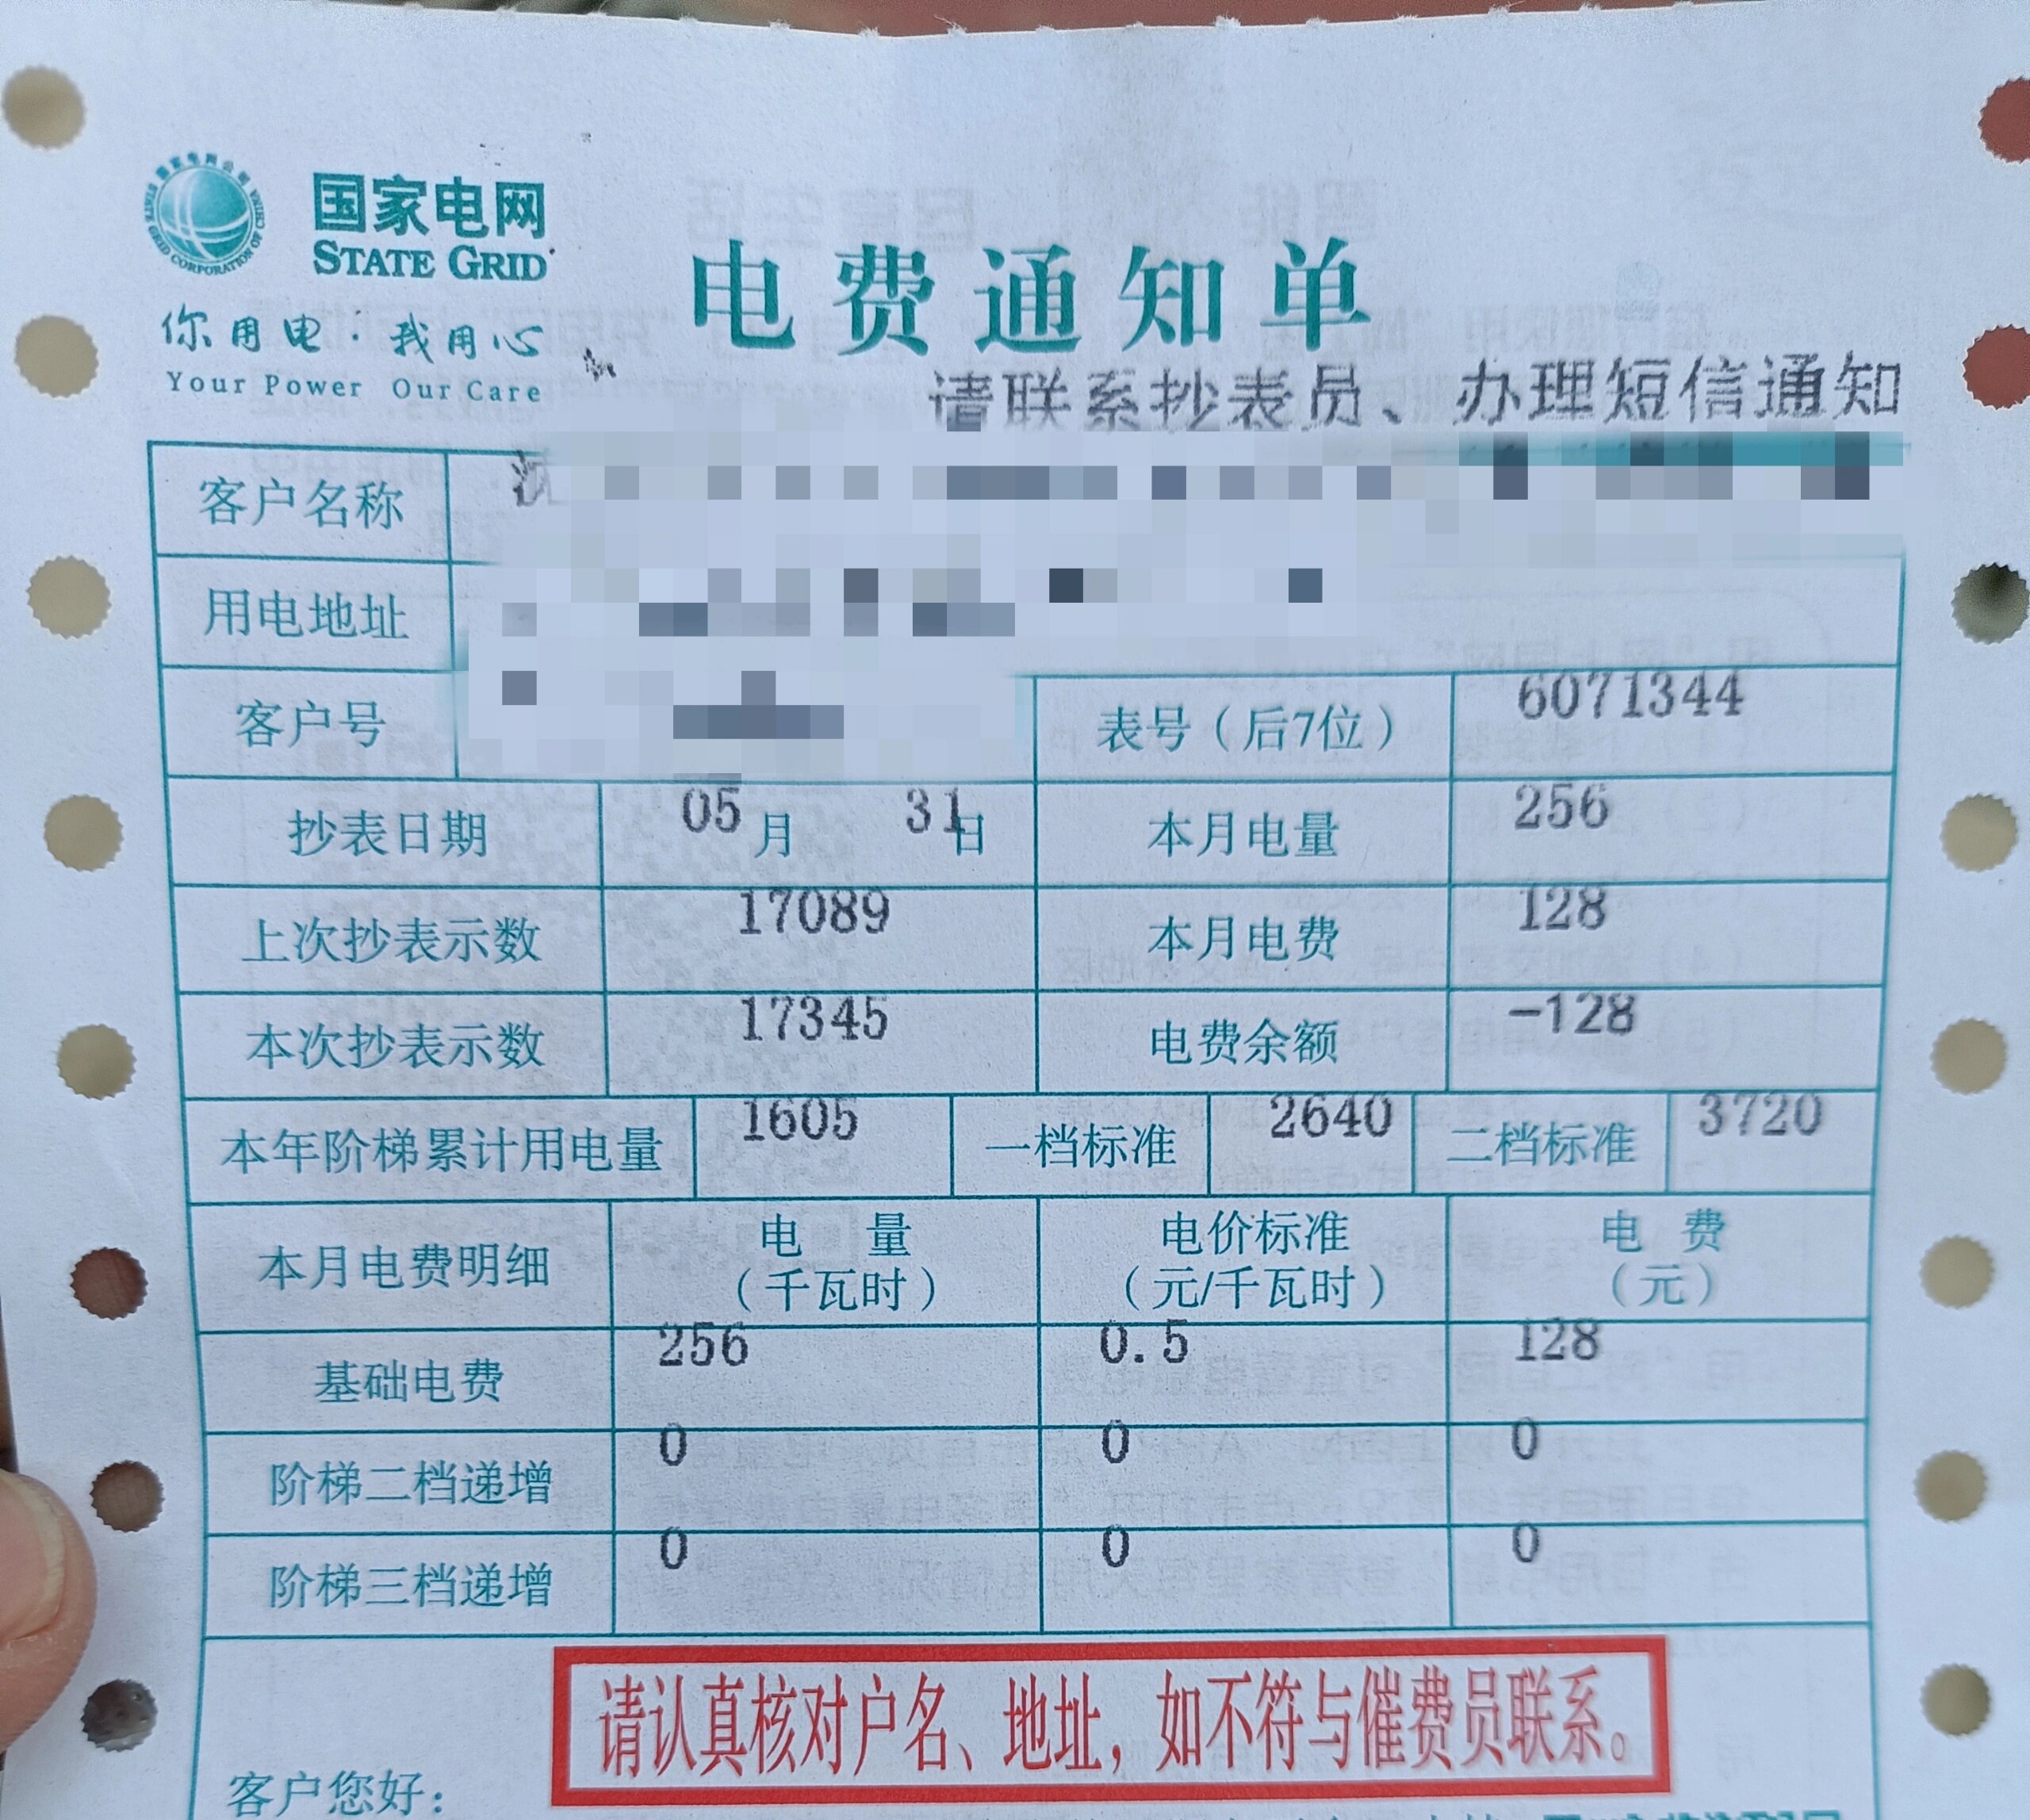 国家电网
STATE GRID
你用电·我用心
Your Power Our Care
电费通知单
请联系抄表员、办理短信通知
客户名称
用电地址
客户号 表号（后7位） 6071344
抄表日期 05月 31日 本月电量 256
上次抄表示数 17089 本月电费 128
本次抄表示数 17345 电费余额 -128
本年阶梯累计用电量 1605 一档标准 2640 二档标准 3720
本月电费明细 电量（千瓦时） 电价标准（元/千瓦时） 电费（元）
基础电费 256 0.5 128
阶梯二档递增 0 0 0
阶梯三档递增 0 0 0
请认真核对户名、地址，如不符与催费员联系。
客户您好：